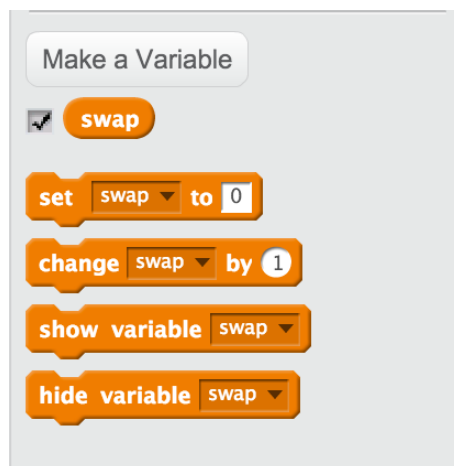 Make a Variable
swap
set swap to 0
change swap by 1
show variable swap
hide variable swap